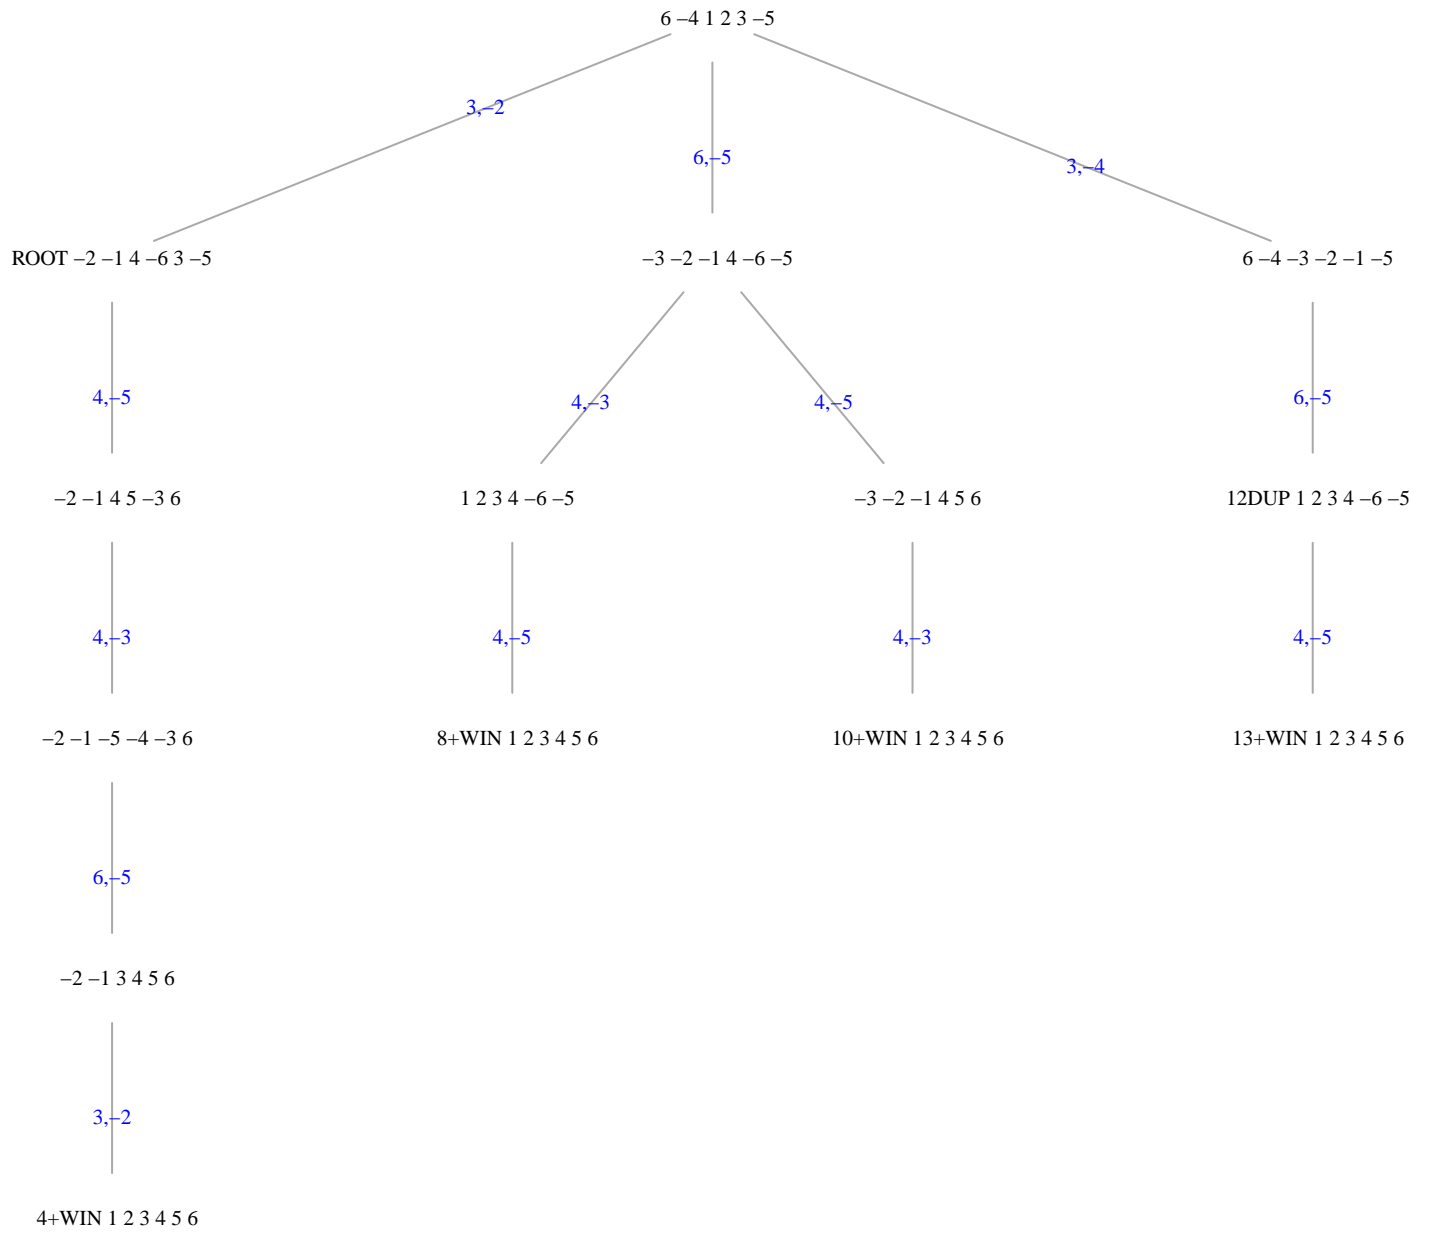 6 –4 1 2 3 –5
3,–2
6,–5
3,–4
ROOT –2 –1 4 –6 3 –5
–3 –2 –1 4 –6 –5
6 –4 –3 –2 –1 –5
4,–5
4,–3
4,–5
6,–5
–2 –1 4 5 –3 6
1 2 3 4 –6 –5
–3 –2 –1 4 5 6
12DUP 1 2 3 4 –6 –5
4,–3
4,–5
4,–3
4,–5
–2 –1 –5 –4 –3 6
8+WIN 1 2 3 4 5 6
10+WIN 1 2 3 4 5 6
13+WIN 1 2 3 4 5 6
6,–5
–2 –1 3 4 5 6
3,–2
4+WIN 1 2 3 4 5 6